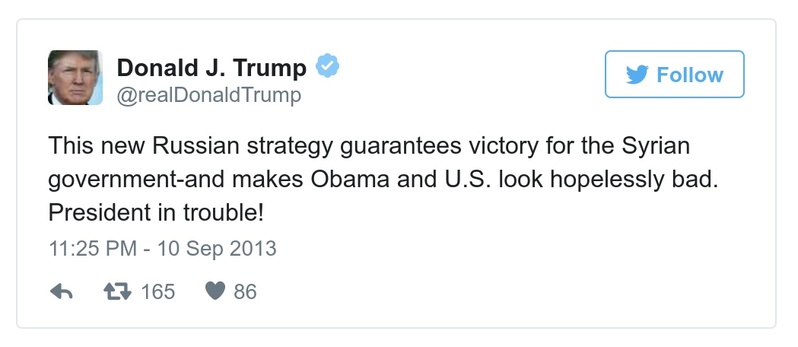 Donald J. Trump
@realDonaldTrump
Follow
This new Russian strategy guarantees victory for the Syrian
government-and makes Obama and U.S. look hopelessly bad.
President in trouble!
11:25 PM - 10 Sep 2013
165 86